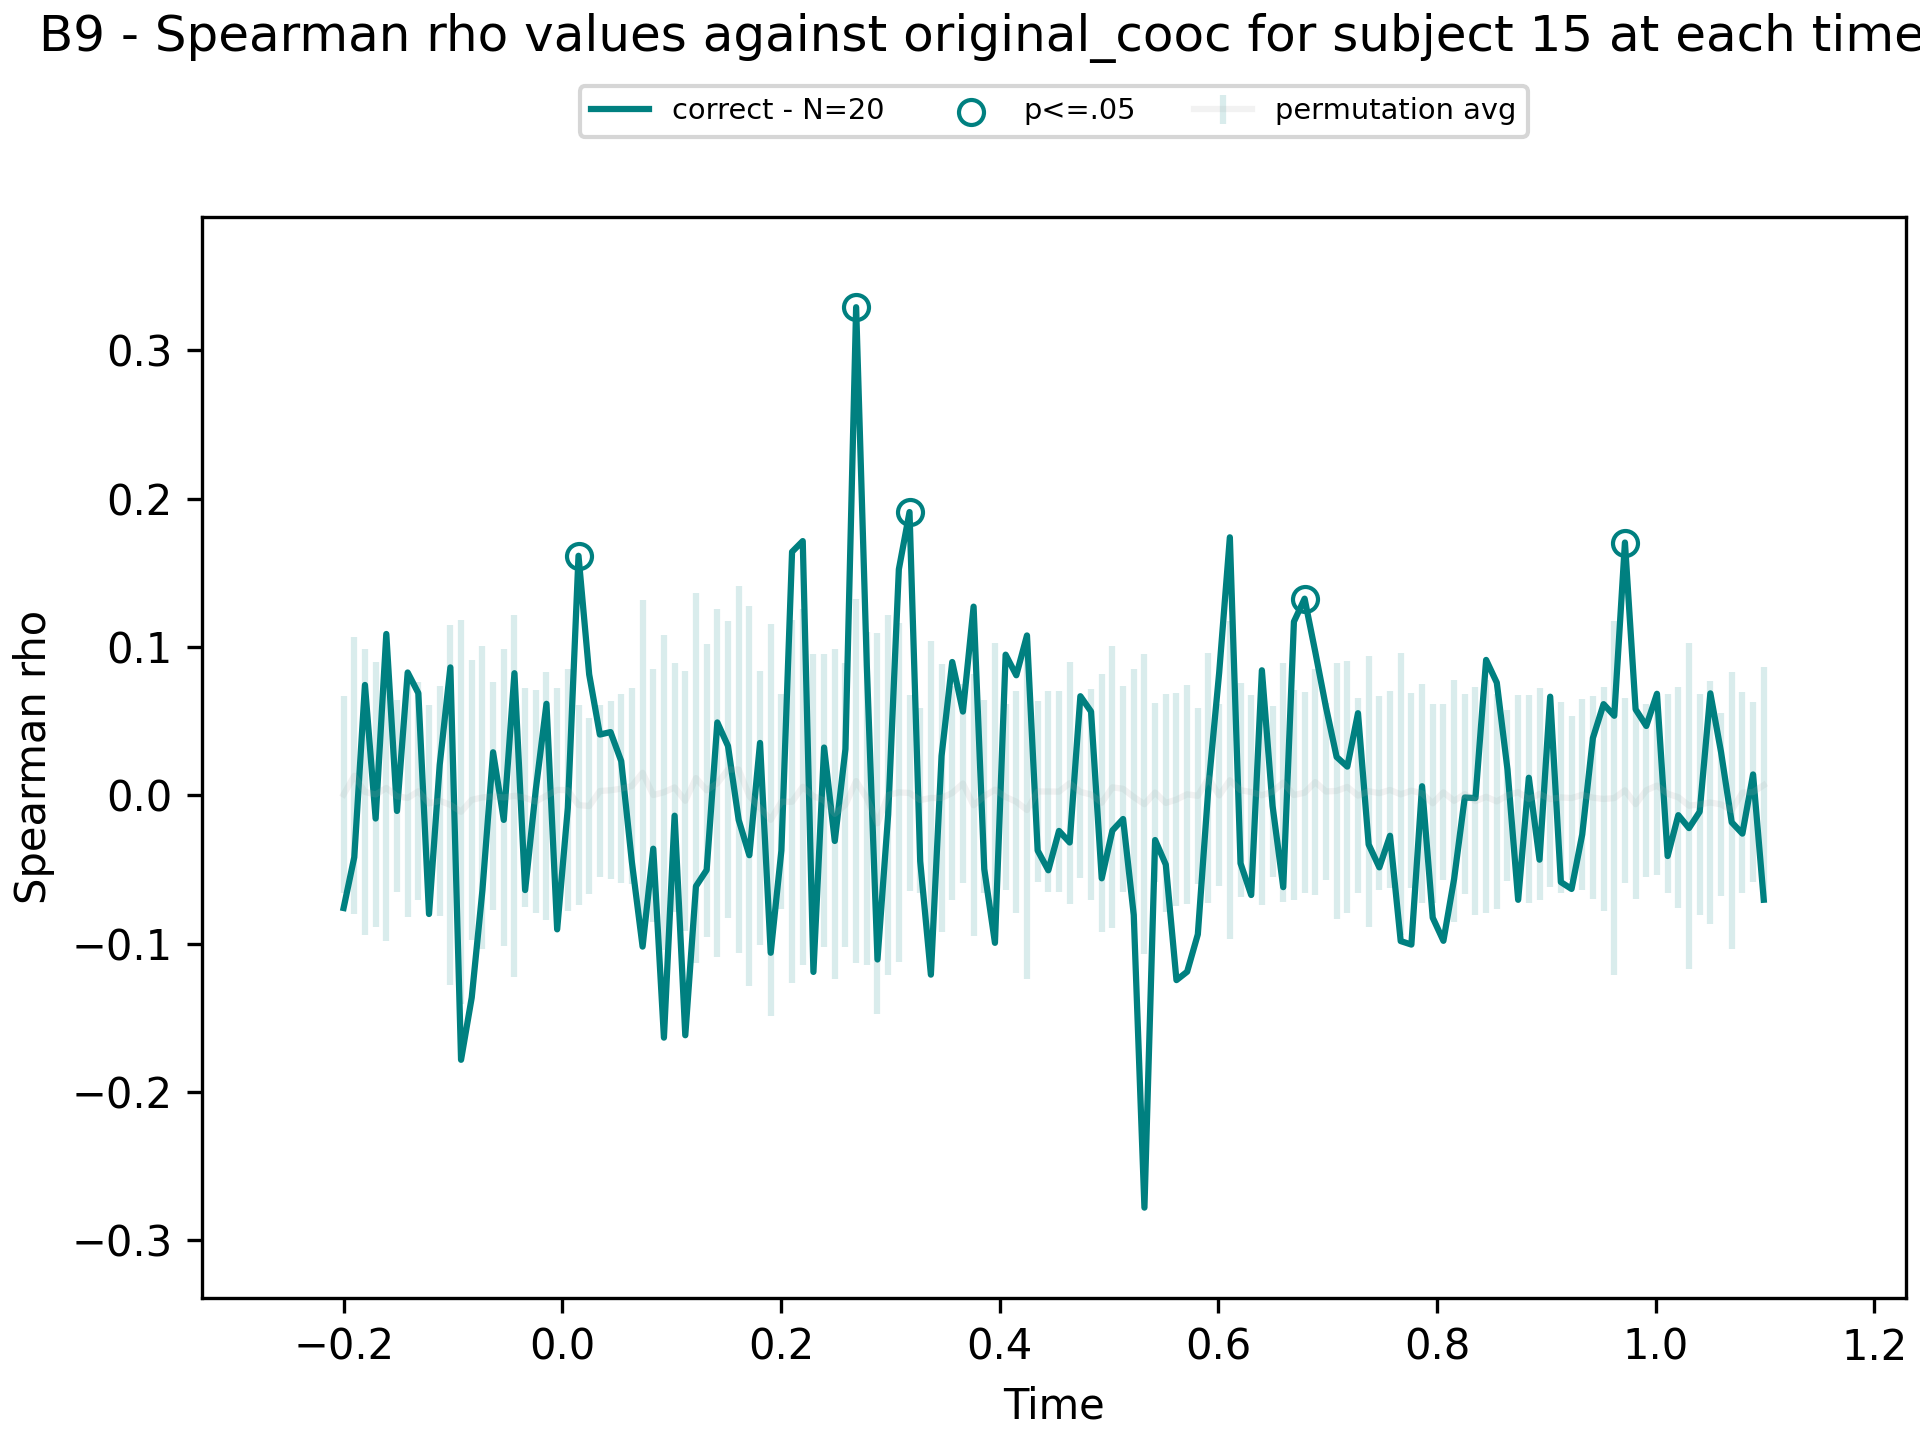 B9 - Spearman rho values against original_cooc for subject 15 at each time
correct - N=20 p<=.05 permutation avg
0.3
0.2
0.1
0.0
−0.1
−0.2
−0.3
Spearman rho
−0.2 0.0 0.2 0.4 0.6 0.8 1.0 1.2
Time